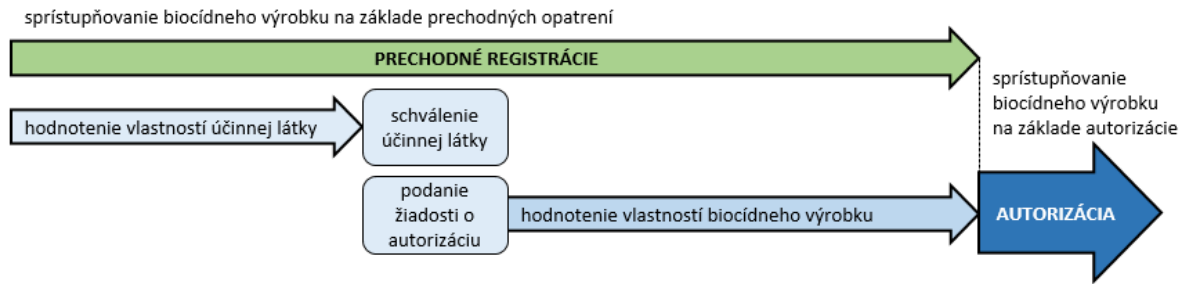 sprístupňovanie biocídneho výrobku na základe prechodných opatrení
PRECHODNÉ REGISTRÁCIE
sprístupňovanie
biocídneho výrobku
na základe autorizácie
hodnotenie vlastností účinnej látky
schválenie
účinnej látky
podanie
žiadosti o
autorizáciu
hodnotenie vlastností biocídneho výrobku
AUTORIZÁCIA